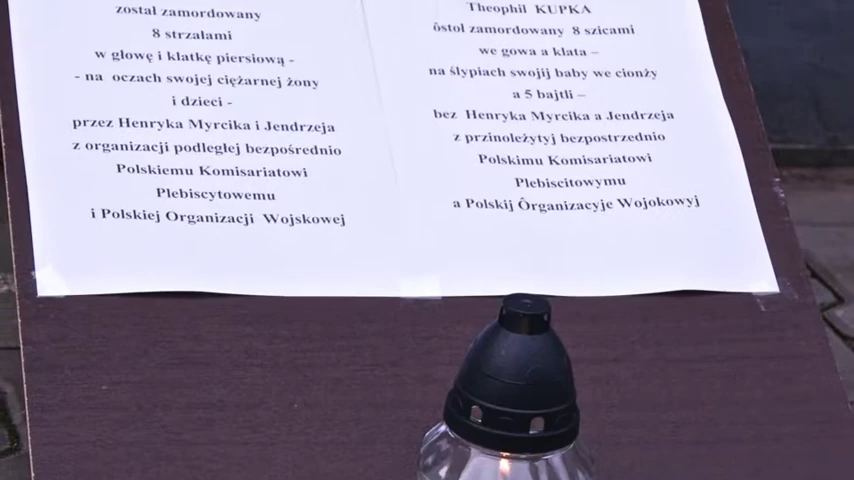 został zamordowany
8 strzałami
w głowę i klatkę piersiową -
- na oczach swojej ciężarnej żony
i dzieci -
przez Henryka Myrcika i Jendrzeja
z organizacji podległej bezpośrednio
Polskiemu Komisariatowi
Plebiscytowemu
i Polskiej Organizacji Wojskowej
Theophil KUPKA
ôstoł zamordowany 8 szicami
we gowa a klata –
na ślypiach swojij baby we cionży
a 5 bajtli –
bez Henryka Myrcika a Jendrzeja
z przinoleżytyj bezpostrzednio
Polskimu Komisariatowi
Plebiscitowymu
a Polskij Ôrganizacyje Wojokowyj